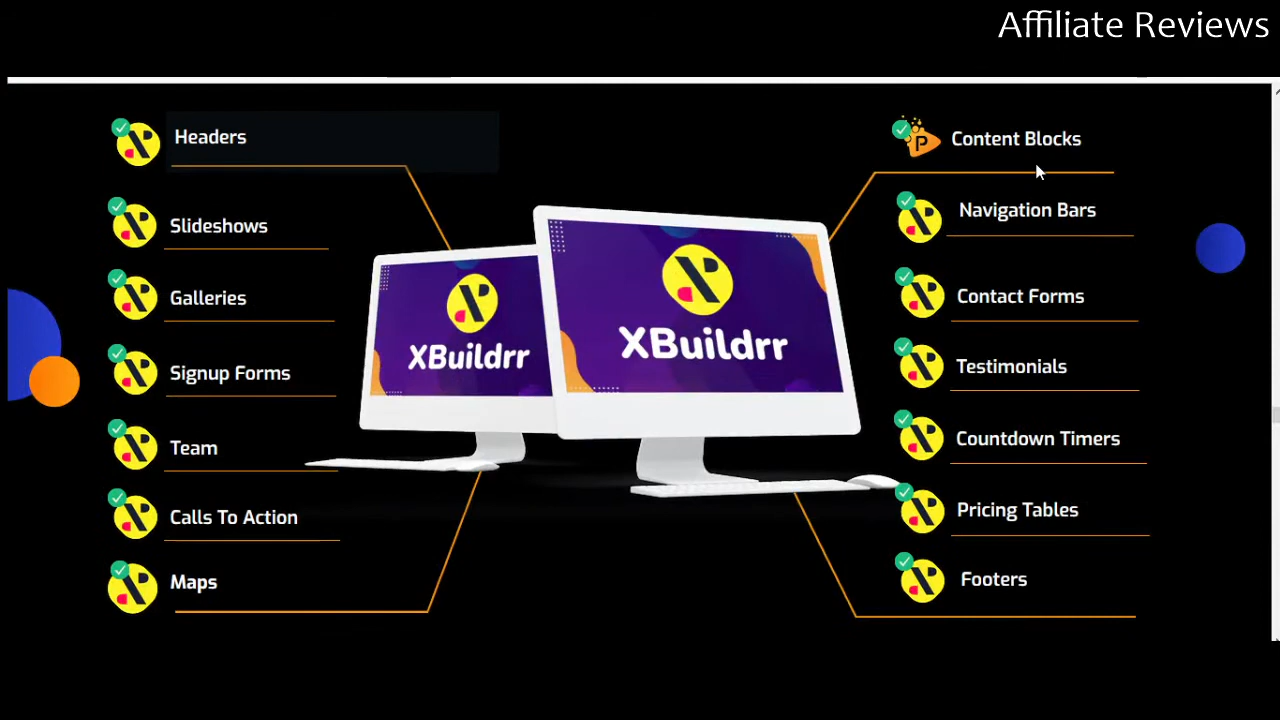 Affiliate Reviews
Headers
Slideshows
Galleries
Signup Forms
Team
Calls To Action
Maps
XBuildrr
XBuildrr
P
Content Blocks
Navigation Bars
Contact Forms
Testimonials
Countdown Timers
Pricing Tables
Footers